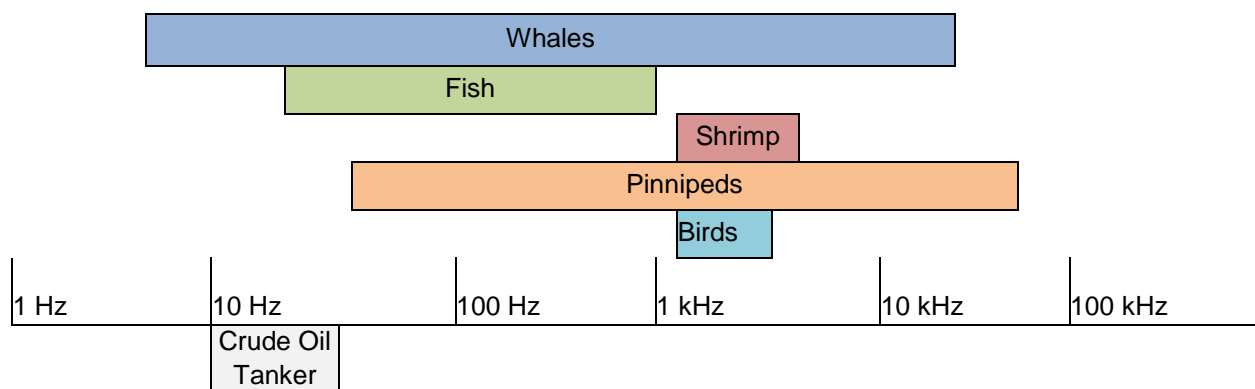 Whales
Fish
Shrimp
Pinnipeds
Birds
1 Hz 10 Hz 100 Hz 1 kHz 10 kHz 100 kHz
Crude Oil
Tanker